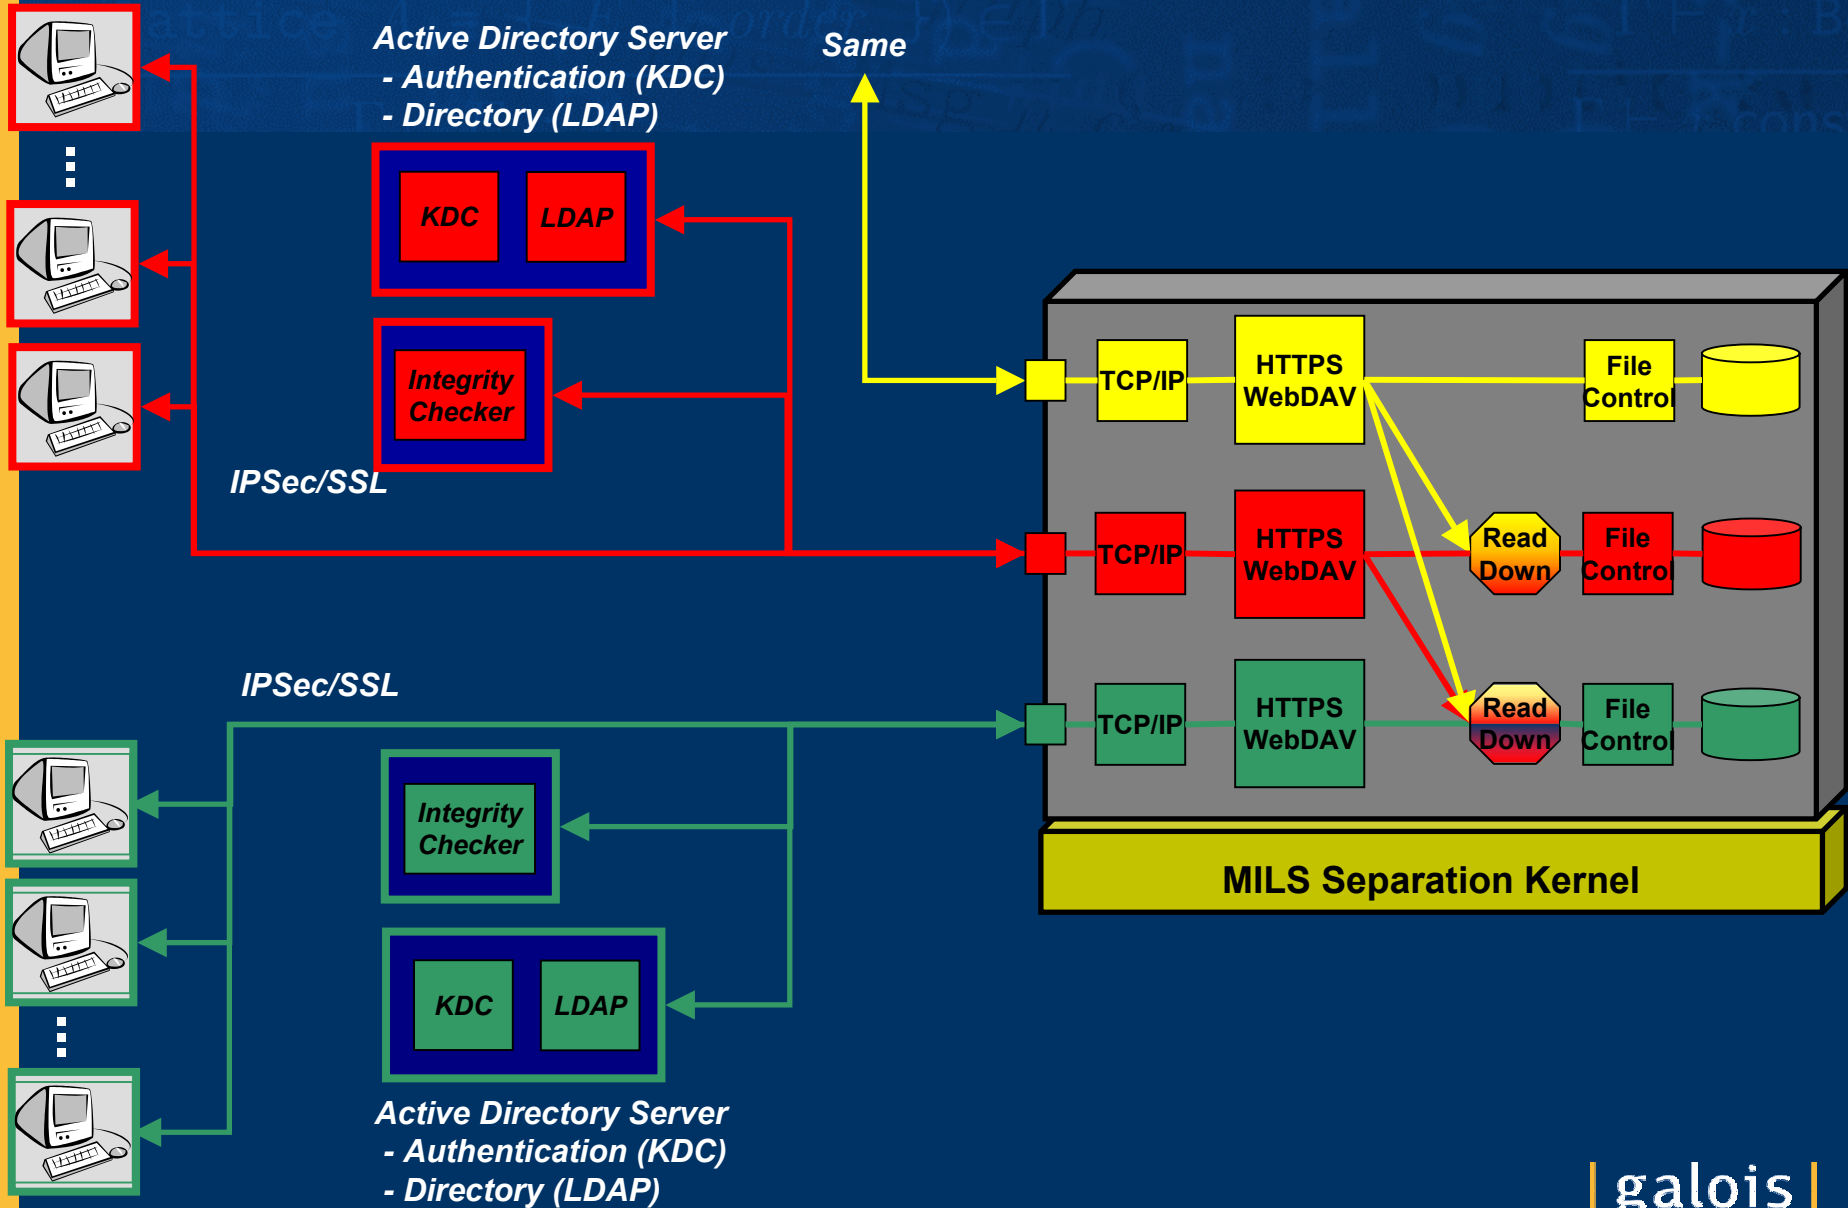 Active Directory Server
- Authentication (KDC)
- Directory (LDAP)
Same
KDC
LDAP
Integrity
Checker
IPSec/SSL
TCP/IP
HTTPS
WebDAV
File
Control
TCP/IP
HTTPS
WebDAV
Read
Down
File
Control
IPSec/SSL
TCP/IP
HTTPS
WebDAV
Read
Down
File
Control
Integrity
Checker
MILS Separation Kernel
KDC
LDAP
Active Directory Server
- Authentication (KDC)
- Directory (LDAP)
| galois |